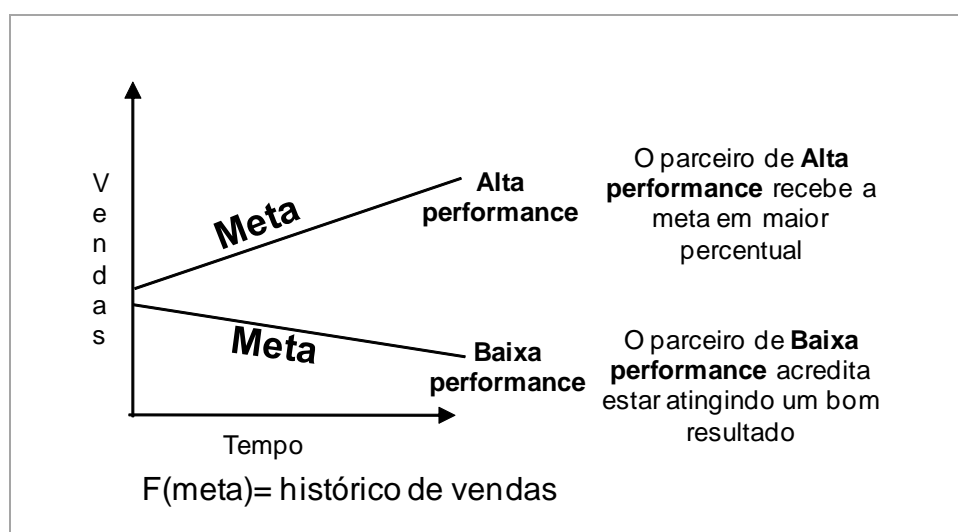 Vendas
Meta
Alta
performance
O parceiro de Alta
performance recebe a
meta em maior
percentual
Meta
Baixa
performance
O parceiro de Baixa
performance acredita
estar atingindo um bom
resultado
Tempo
F(meta)= histórico de vendas